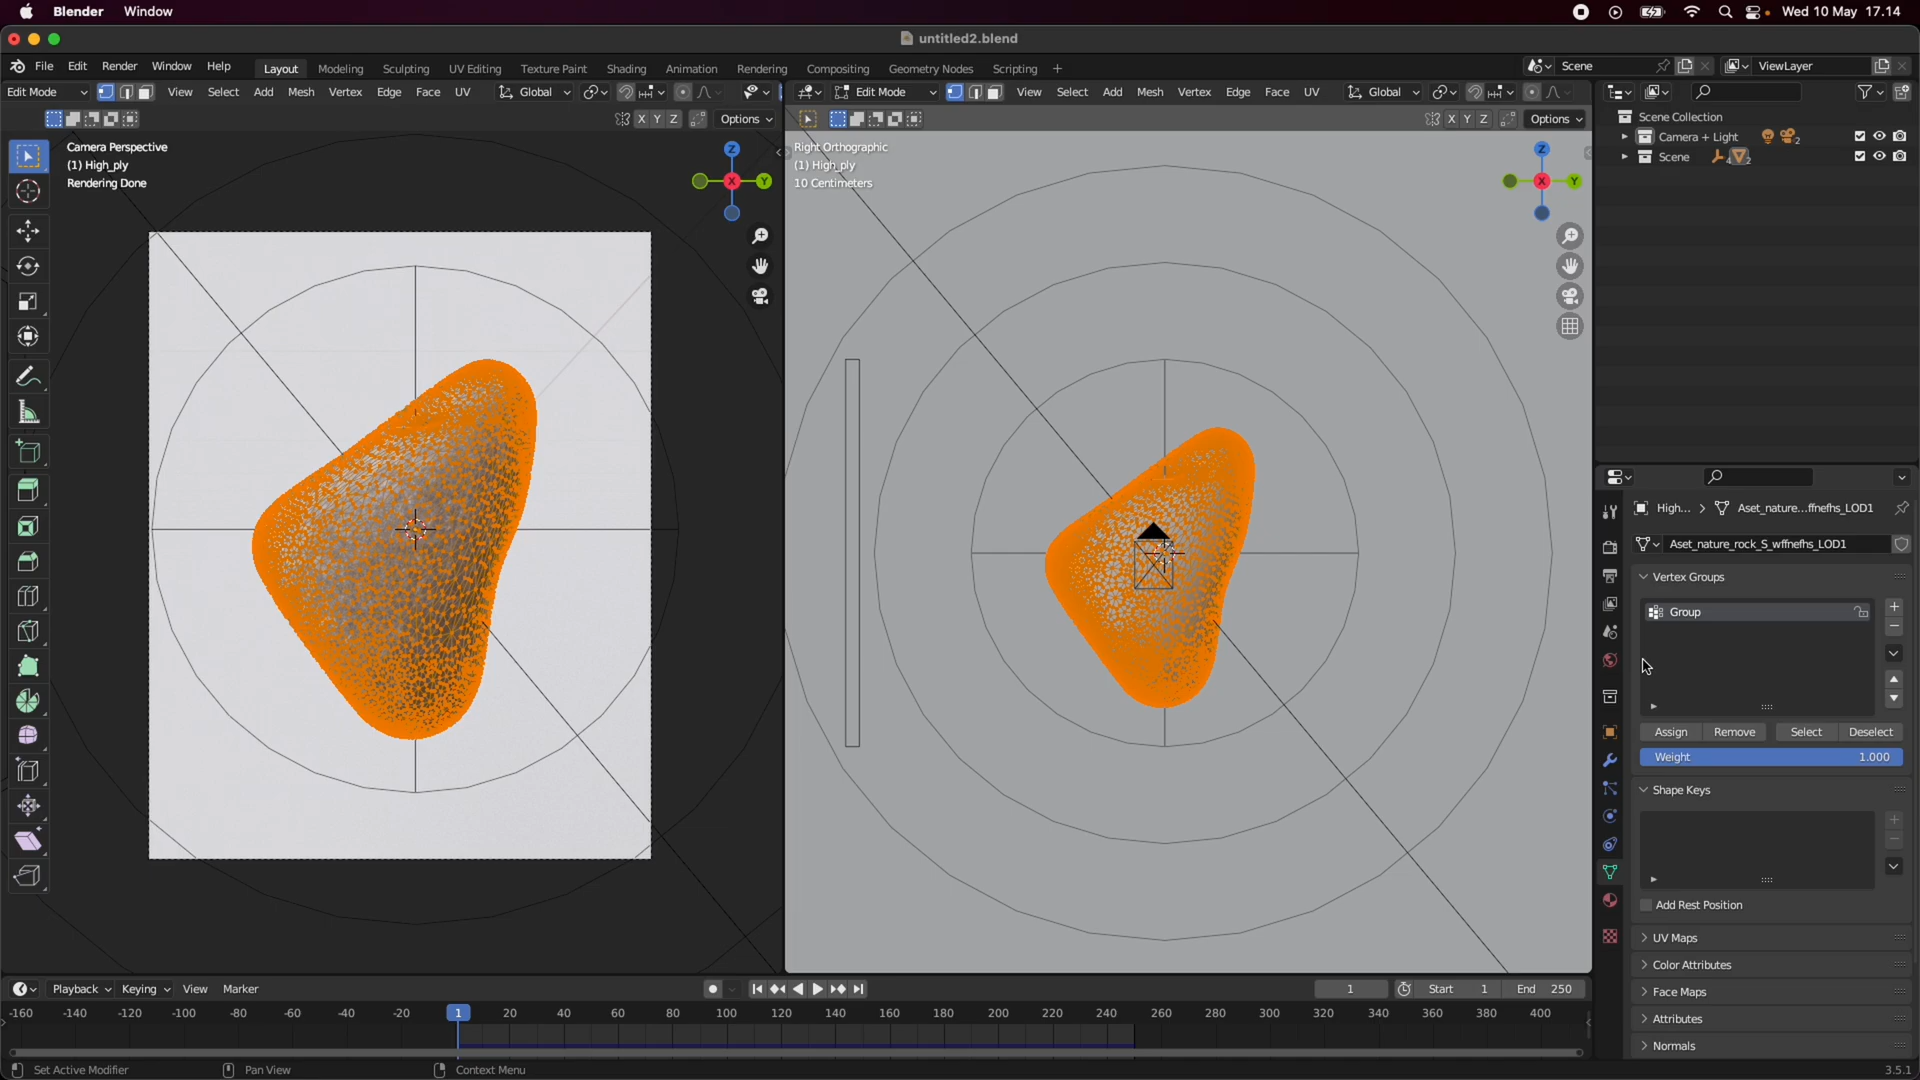 Blender Window Wed 10 May 17.14
untitled2.blend
File Edit Render Window Help Layout Modeling Sculpting UV Editing Texture Paint Shading Animation Rendering Compositing Geometry Nodes Scripting + Scene ViewLayer
Edit Mode View Select Add Mesh Vertex Edge Face UV Global Edit Mode View Select Add Mesh Vertex Edge Face UV Global
X Y Z Options X Y Z Options
Camera Perspective
(1) High_ply
Rendering Done
Z
X
Y
Right Orthographic
(1) High_ply
10 Centimeters
Z
X
Y
Scene Collection
Camera + Light 2
Scene 4 2
High... > Aset_nature...ffnefhs_LOD1
Aset_nature_rock_S_wffnefhs_LOD1
Vertex Groups
Group
Assign Remove Select Deselect
Weight 1.000
Shape Keys
Add Rest Position
UV Maps
Color Attributes
Face Maps
Attributes
Normals
Playback Keying View Marker 1 Start 1 End 250
-160 -140 -120 -100 -80 -60 -40 -20 1 20 40 60 80 100 120 140 160 180 200 220 240 260 280 300 320 340 360 380 400
Set Active Modifier Pan View Context Menu 3.5.1